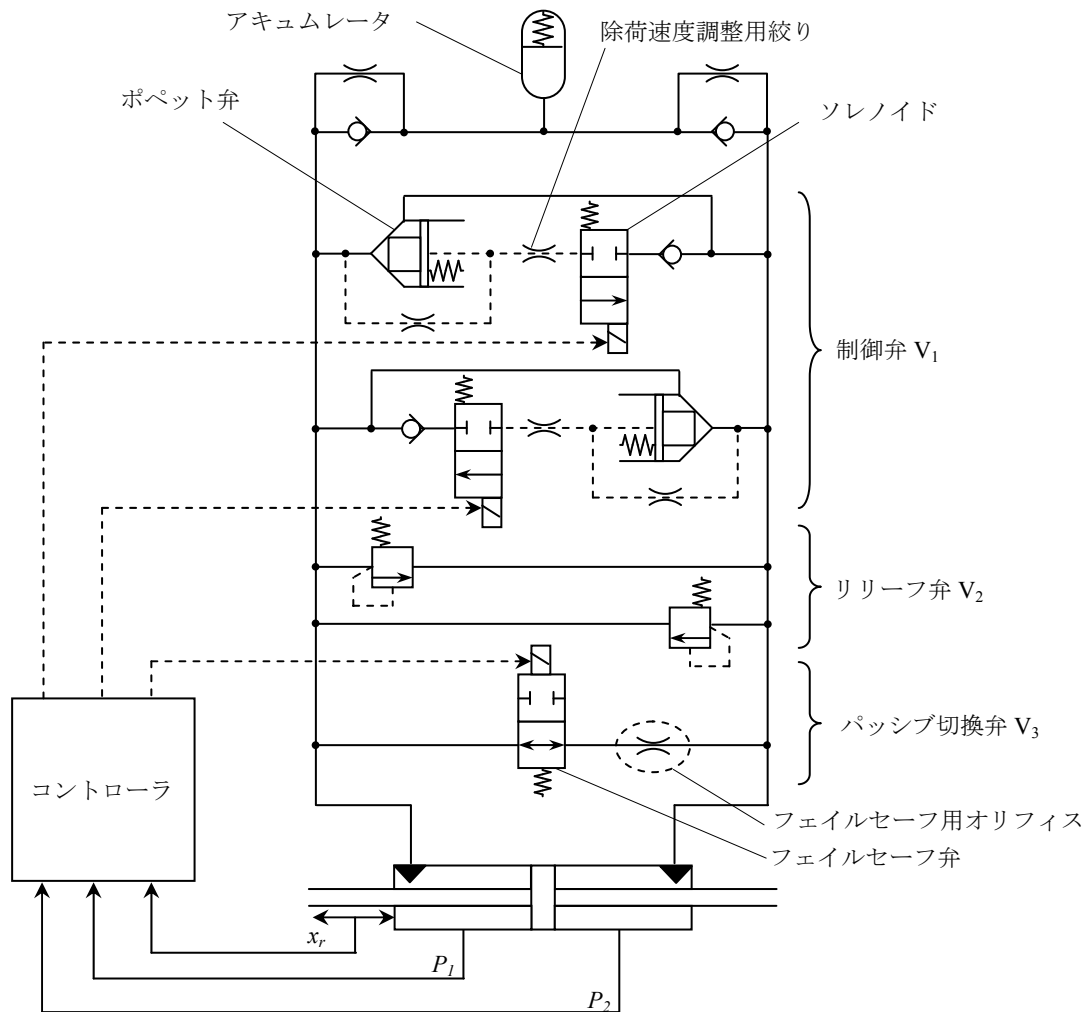 アキュムレータ
除荷速度調整用絞り
ポペット弁
ソレノイド
制御弁 V₁
リリーフ弁 V₂
パッシブ切換弁 V₃
コントローラ
フェイルセーフ用オリフィス
フェイルセーフ弁
xᵣ
P₁
P₂